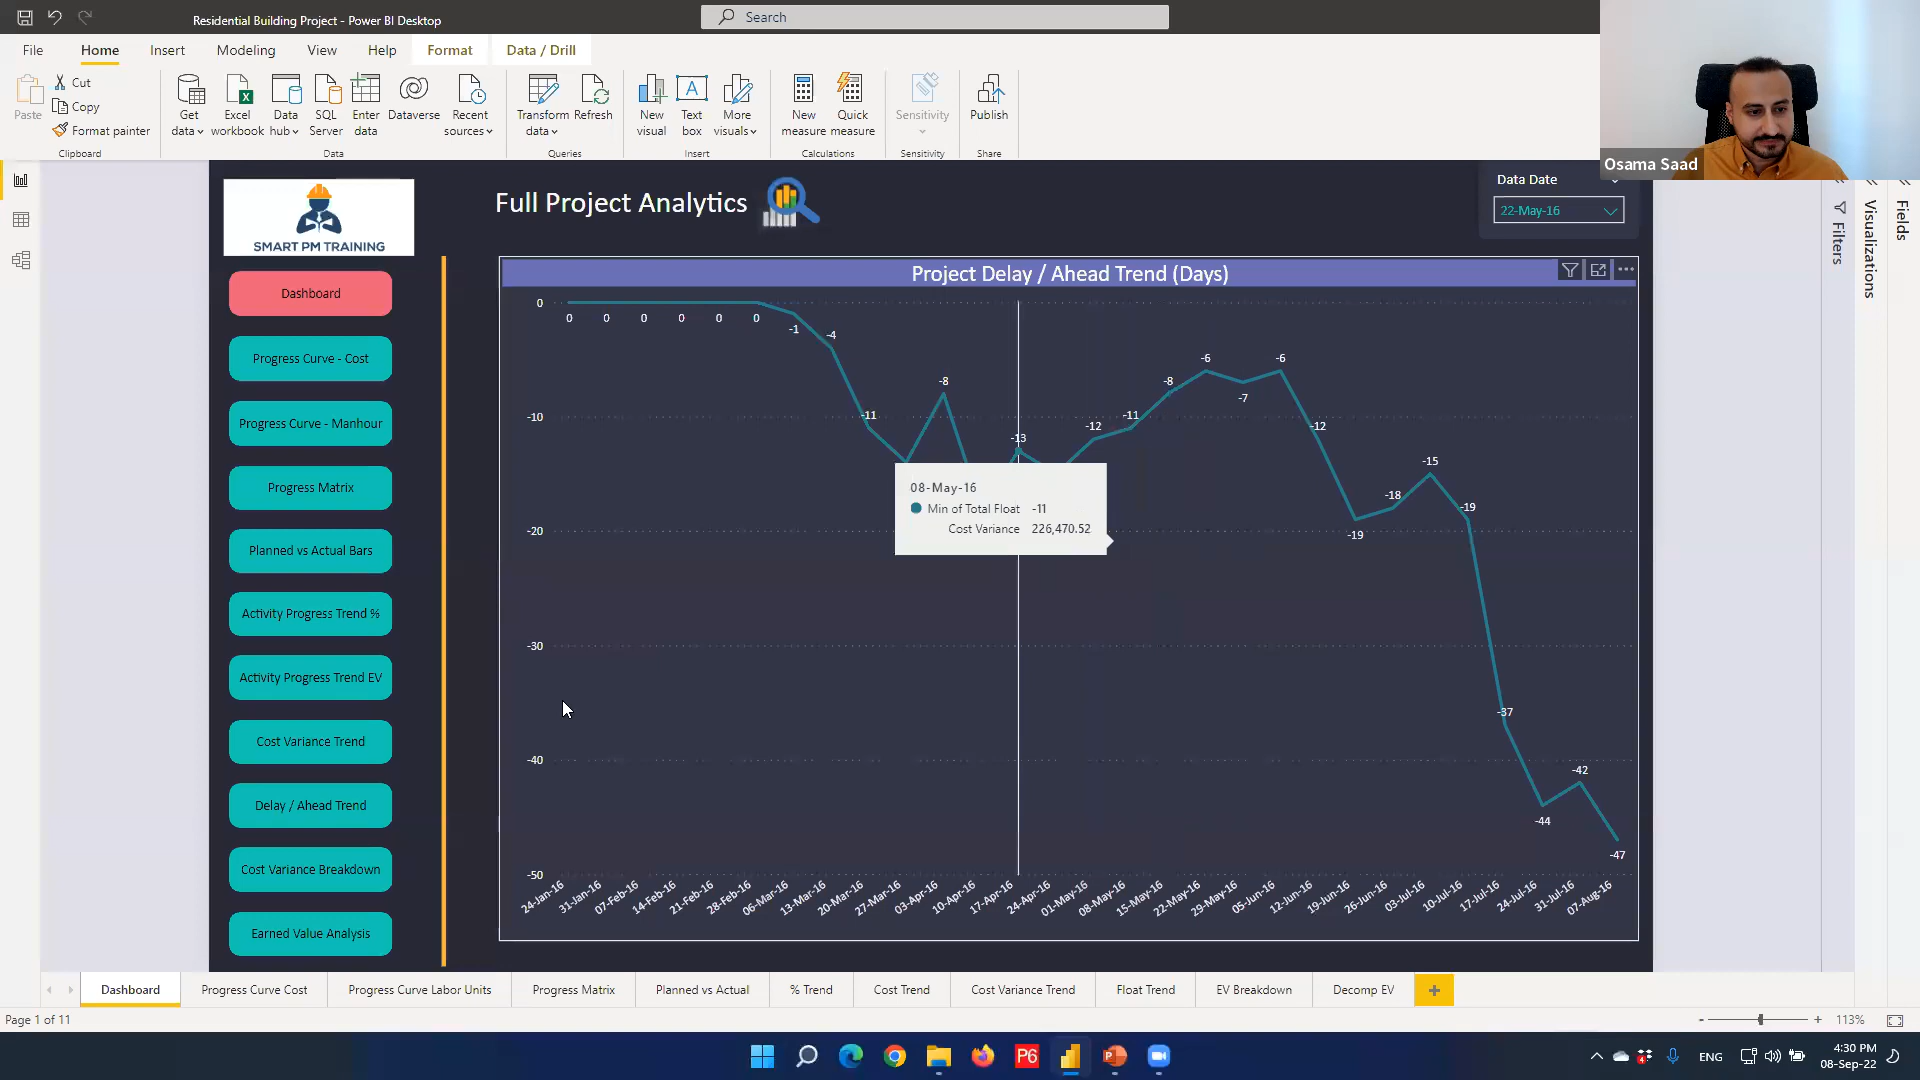 Residential Building Project - Power BI Desktop
Search
File Home Insert Modeling View Help Format Data / Drill
Paste
Cut
Copy
Format painter
Clipboard
Get data
Excel workbook
Data hub
SQL Server
Enter data
Dataverse
Recent sources
Data
Transform data
Refresh
Queries
New visual
Text box
More visuals
Insert
New measure
Quick measure
Calculations
Sensitivity
Sensitivity
Publish
Share
Osama Saad
SMART PM TRAINING
Full Project Analytics
Data Date
22-May-16
Filters
Visualizations
Fields
Dashboard
Progress Curve - Cost
Progress Curve - Manhour
Progress Matrix
Planned vs Actual Bars
Activity Progress Trend %
Activity Progress Trend EV
Cost Variance Trend
Delay / Ahead Trend
Cost Variance Breakdown
Earned Value Analysis
Project Delay / Ahead Trend (Days)
0
-10
-20
-30
-40
-50
0 0 0 0 0 0 -1 -4 -11 -8 -13 -12 -11 -8 -6 -7 -6 -12 -19 -18 -15 -19 -37 -44 -42 -47
08-May-16
Min of Total Float -11
Cost Variance 226,470.52
24-Jan-16 31-Jan-16 07-Feb-16 14-Feb-16 21-Feb-16 28-Feb-16 06-Mar-16 13-Mar-16 20-Mar-16 27-Mar-16 03-Apr-16 10-Apr-16 17-Apr-16 24-Apr-16 01-May-16 08-May-16 15-May-16 22-May-16 29-May-16 05-Jun-16 12-Jun-16 19-Jun-16 26-Jun-16 03-Jul-16 10-Jul-16 17-Jul-16 24-Jul-16 31-Jul-16 07-Aug-16
Dashboard Progress Curve Cost Progress Curve Labor Units Progress Matrix Planned vs Actual % Trend Cost Trend Cost Variance Trend Float Trend EV Breakdown Decomp EV +
Page 1 of 11
- + 113%
P6
ENG
4:30 PM
08-Sep-22